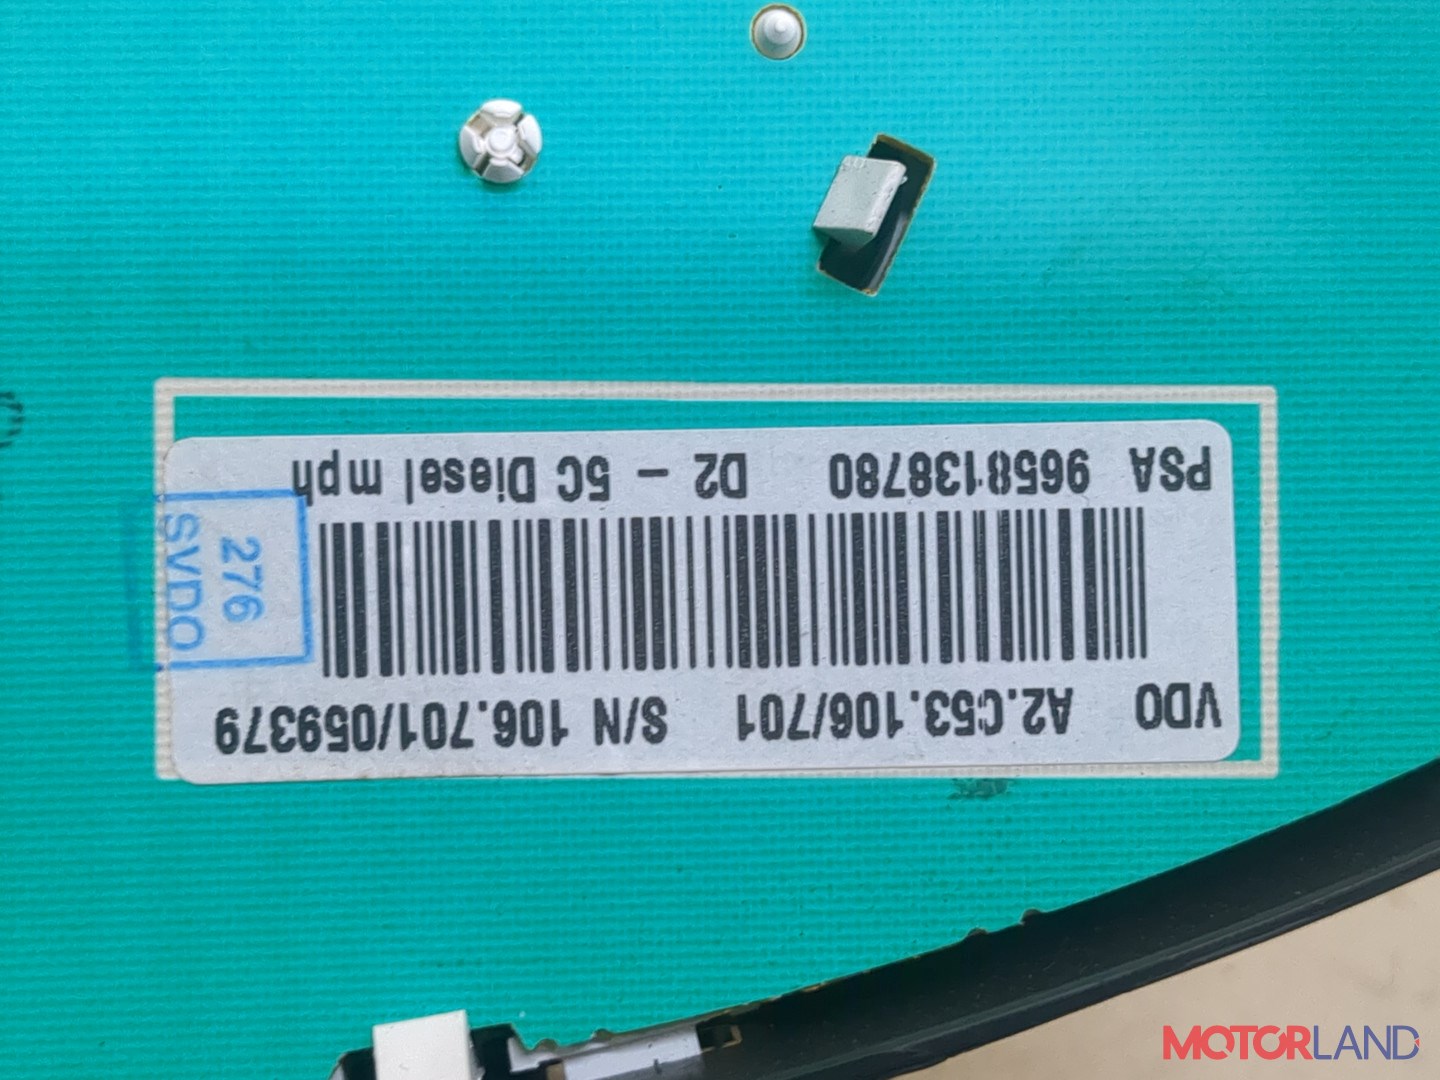 VDO A2.C53.106/701 S/N 106.701/059379
PSA 9658138780 D2 - 5C Diesel mph
276
SVDO
MOTORLAND